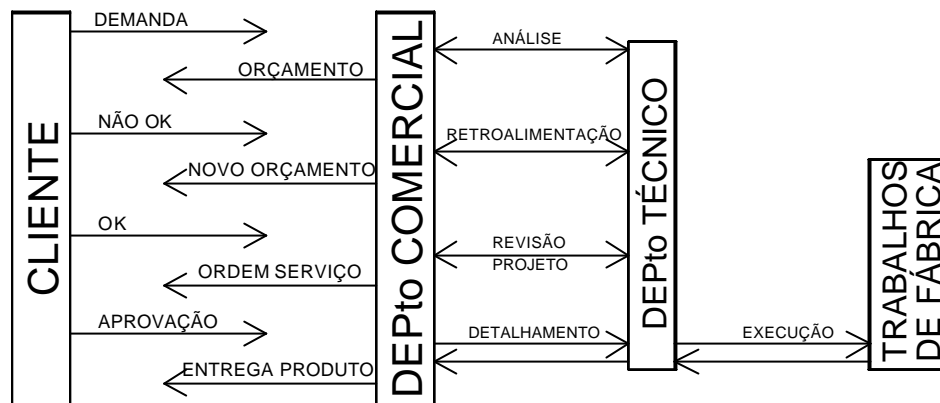 DEMANDA
ORÇAMENTO
NÃO OK
NOVO ORÇAMENTO
OK
ORDEM SERVIÇO
APROVAÇÃO
ENTREGA PRODUTO
CLIENTE
DEPto COMERCIAL
ANÁLISE
RETROALIMENTAÇÃO
REVISÃO
PROJETO
DETALHAMENTO
DEPto TÉCNICO
EXECUÇÃO
TRABALHOS
DE FÁBRICA